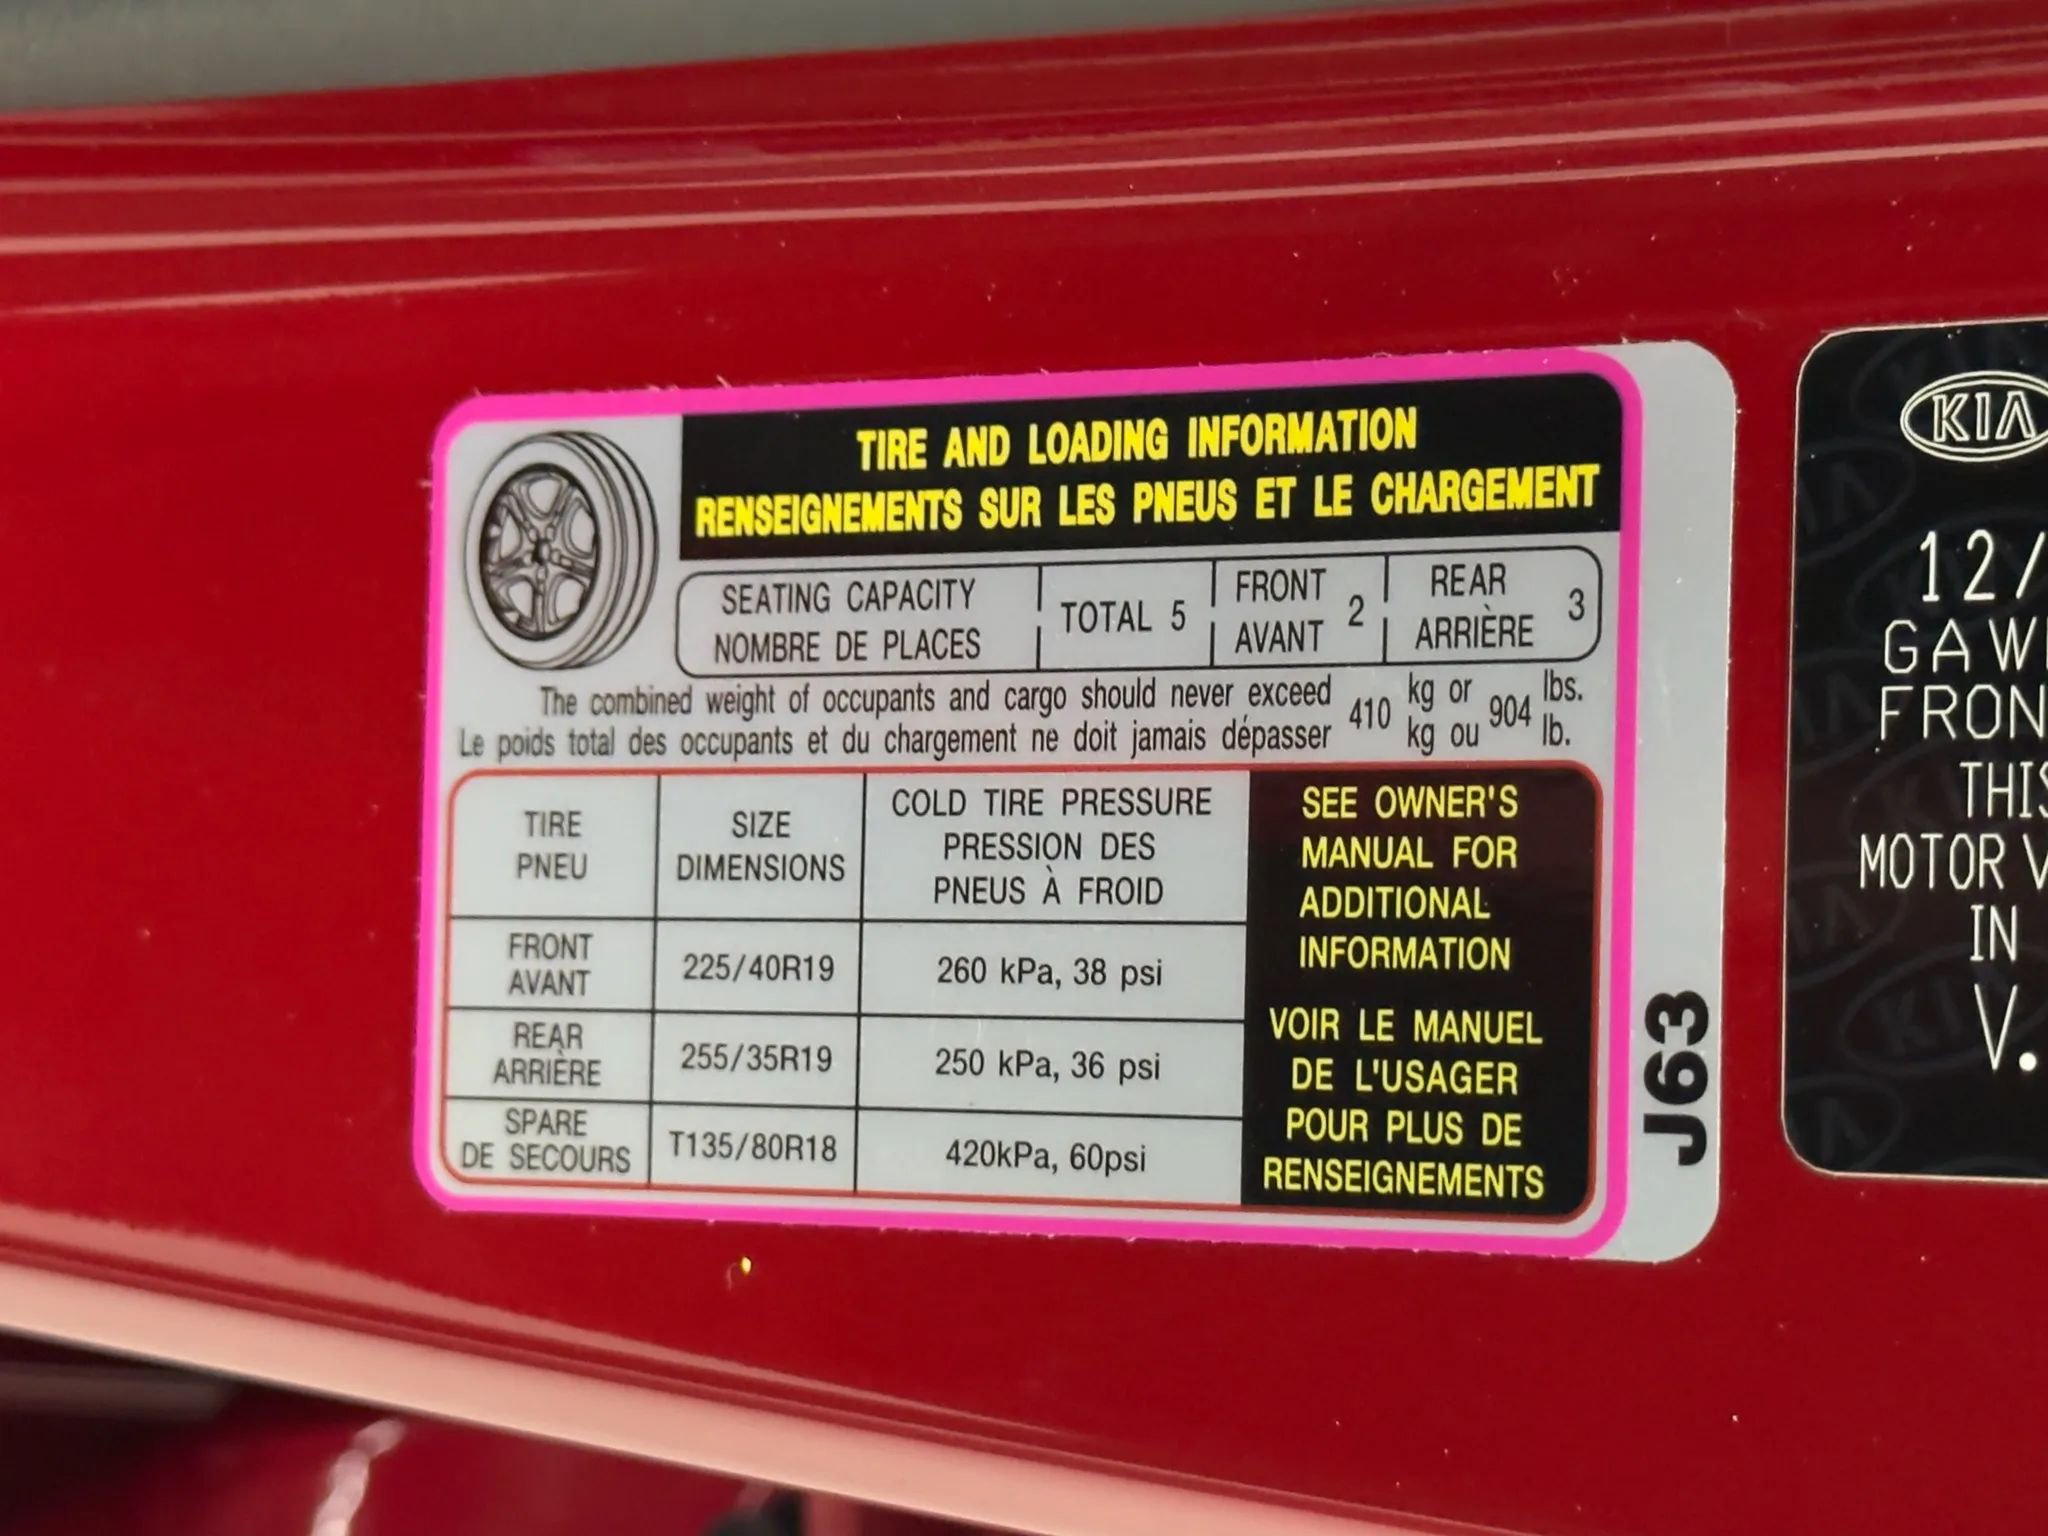 TIRE AND LOADING INFORMATION
RENSEIGNEMENTS SUR LES PNEUS ET LE CHARGEMENT
SEATING CAPACITY
NOMBRE DE PLACES
TOTAL 5
FRONT
AVANT
2
REAR
ARRIÈRE
3
The combined weight of occupants and cargo should never exceed
Le poids total des occupants et du chargement ne doit jamais dépasser
410
kg or
kg ou
904
lbs.
lb.
TIRE
PNEU
SIZE
DIMENSIONS
COLD TIRE PRESSURE
PRESSION DES
PNEUS À FROID
FRONT
AVANT
225/40R19
260 kPa, 38 psi
REAR
ARRIÈRE
255/35R19
250 kPa, 36 psi
SPARE
DE SECOURS
T135/80R18
420kPa, 60psi
SEE OWNER'S
MANUAL FOR
ADDITIONAL
INFORMATION
VOIR LE MANUEL
DE L'USAGER
POUR PLUS DE
RENSEIGNEMENTS
J63
KIA
12/
GAW
FRON
THIS
MOTOR V
IN
V.